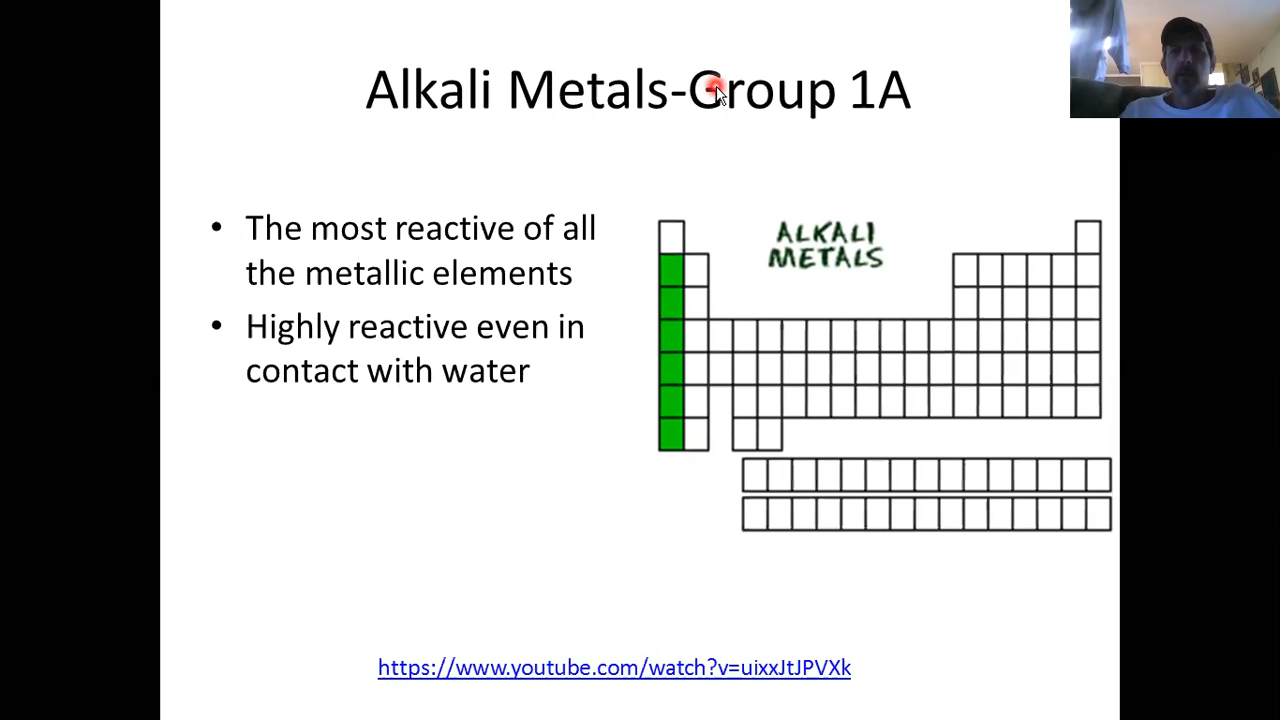 Alkali Metals-Group 1A
• The most reactive of all
the metallic elements
• Highly reactive even in
contact with water
ALKALI
METALS
https://www.youtube.com/watch?v=uixxJtJPVXk